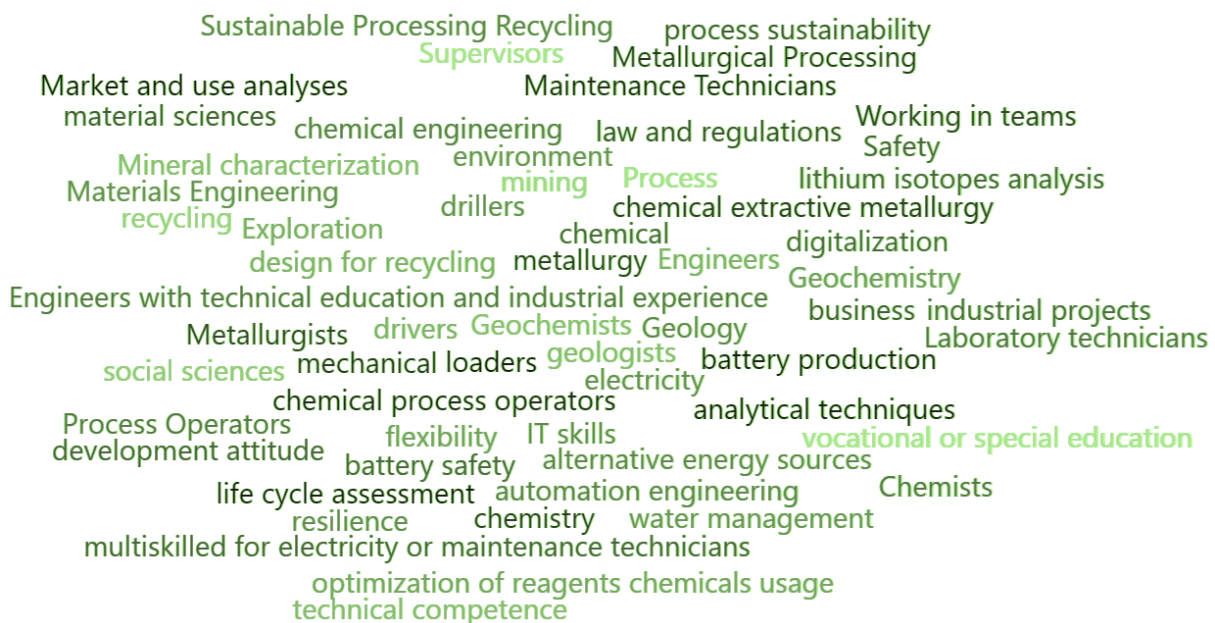 Sustainable Processing Recycling
process sustainability
Supervisors
Metallurgical Processing
Market and use analyses
Maintenance Technicians
material sciences
chemical engineering
law and regulations
Working in teams
Safety
Mineral characterization
environment
mining
Process
lithium isotopes analysis
Materials Engineering
drillers
chemical extractive metallurgy
recycling
Exploration
chemical
digitalization
design for recycling
metallurgy
Engineers
Geochemistry
Engineers with technical education and industrial experience
business
industrial projects
Metallurgists
drivers
Geochemists
Geology
Laboratory technicians
social sciences
mechanical loaders
geologists
battery production
electricity
chemical process operators
analytical techniques
Process Operators
flexibility
IT skills
vocational or special education
development attitude
battery safety
alternative energy sources
life cycle assessment
automation engineering
Chemists
resilience
chemistry
water management
multiskilled for electricity or maintenance technicians
optimization of reagents chemicals usage
technical competence